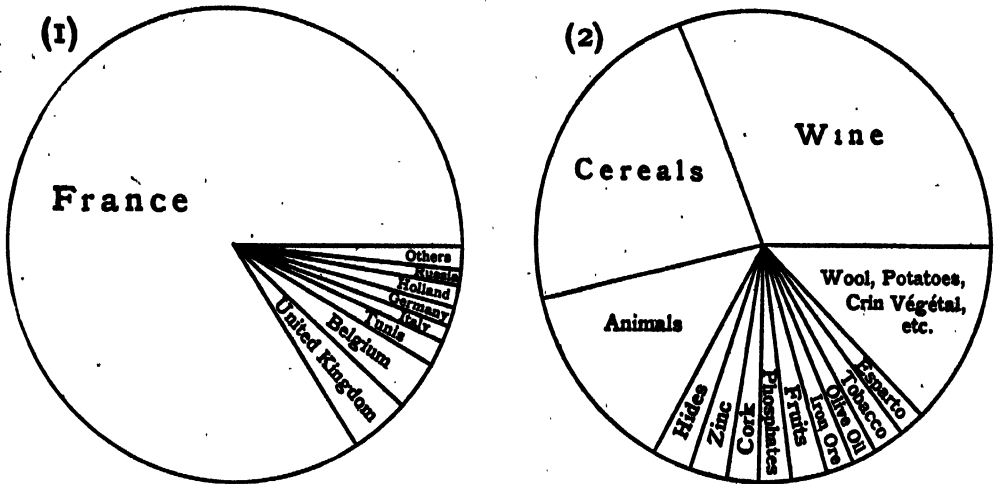 (1)
France
Others
Russia
Holland
Germany
Italy
Tunis
Belgium
United Kingdom
(2)
Wine
Cereals
Animals
Hides
Zinc
Cork
Phosphates
Fruits
Iron Ore
Olive Oil
Tobacco
Esparto
Wool, Potatoes,
Crin Végétal,
etc.